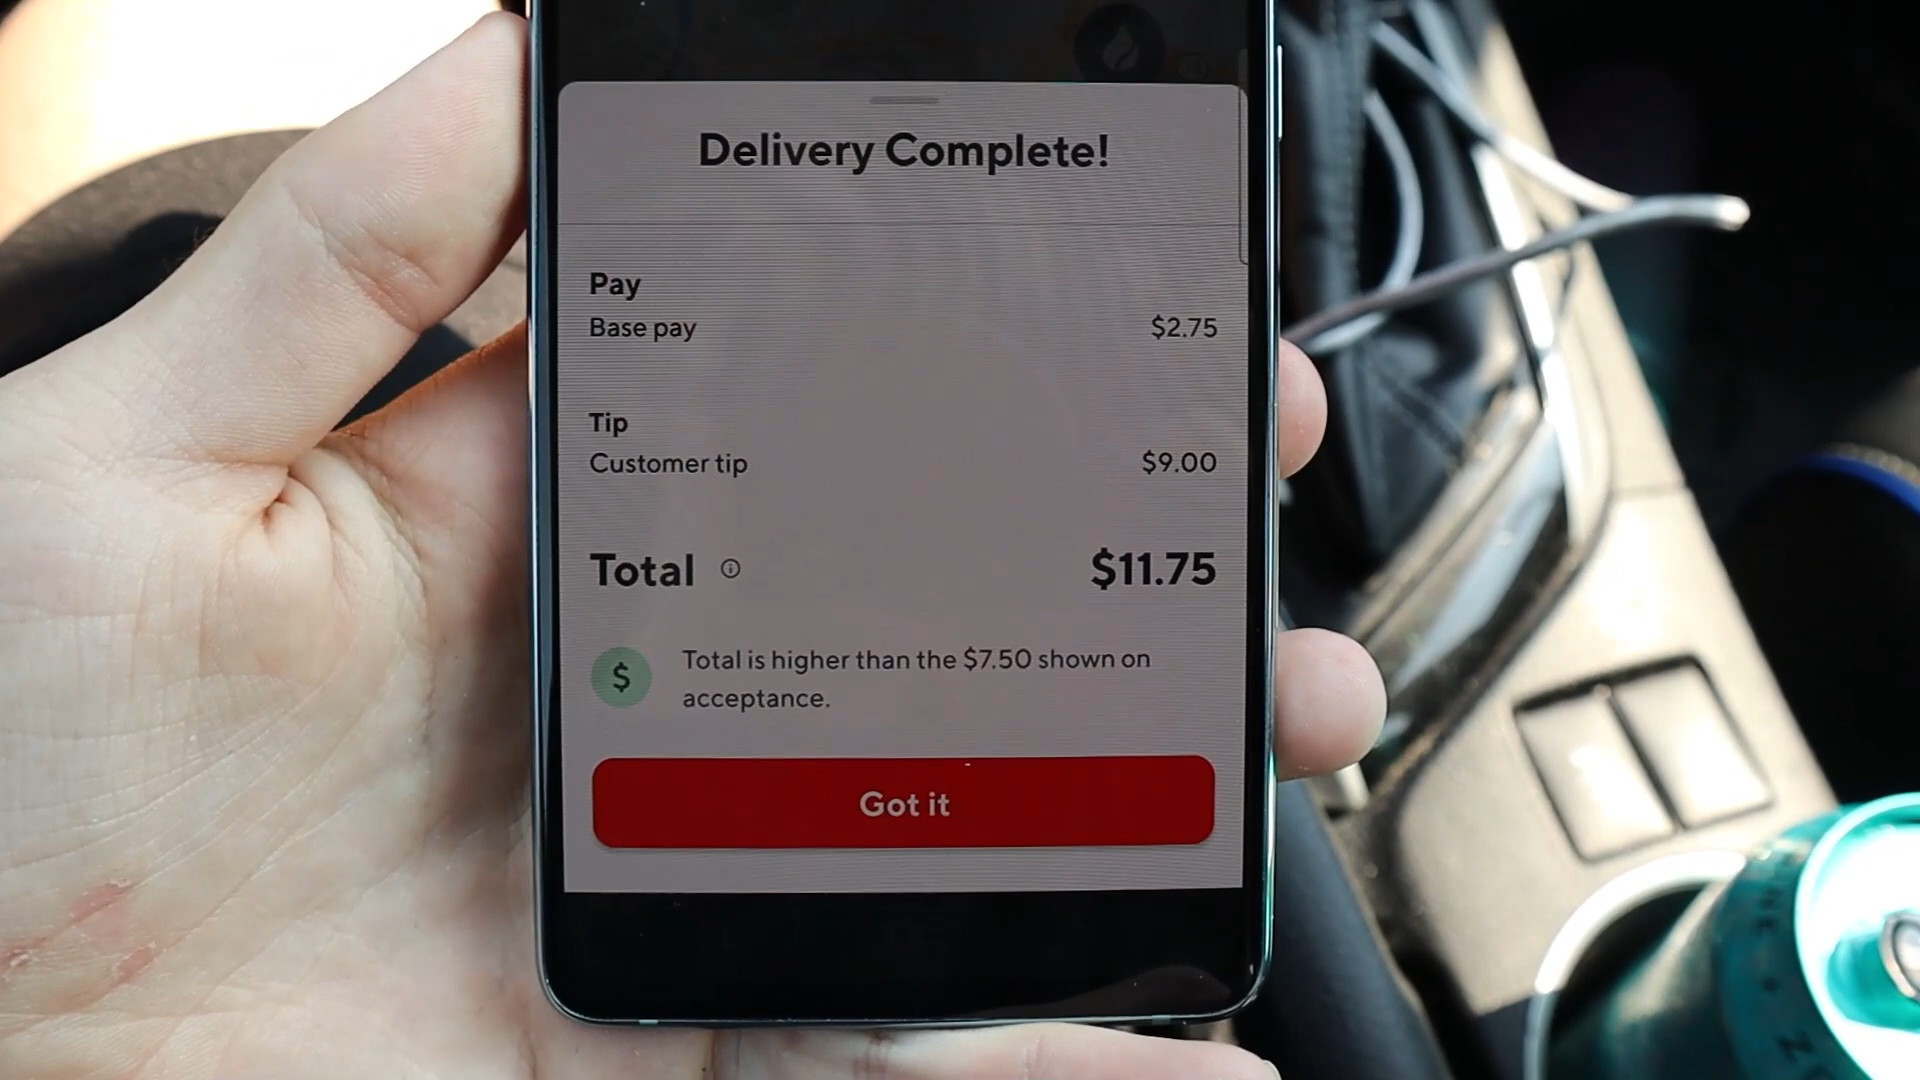 Delivery Complete!
Pay
Base pay $2.75
Tip
Customer tip $9.00
Total $11.75
$ Total is higher than the $7.50 shown on
acceptance.
Got it